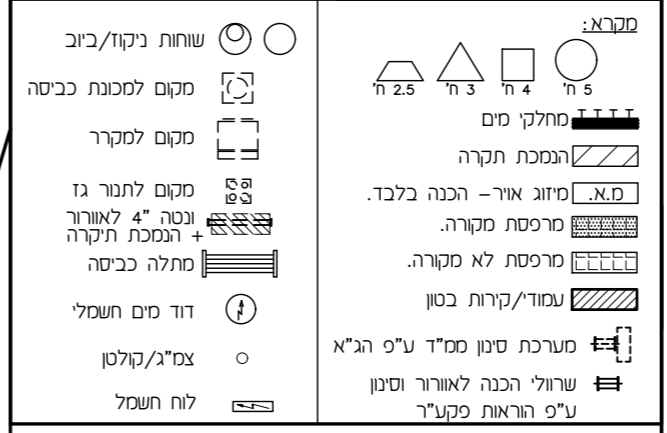 מקרא:
5 ח'
4 ח'
3 ח'
2.5 ח'
מחלקי מים
הנמכת תקרה
מ.א.
מיזוג אויר – הכנה בלבד.
מרפסת מקורה.
מרפסת לא מקורה.
עמודי/קירות בטון
מערכת סינון ממ"ד ע"פ הג"א
שרוולי הכנה לאוורור וסינון
ע"פ הוראות פקע"ר
שוחות ניקוז/ביוב
מקום למכונת כביסה
מקום למקרר
מקום לתנור גז
ונטה "4 לאוורור
+ הנמכת תיקרה
מתלה כביסה
דוד מים חשמלי
צמ"ג/קולטן
לוח חשמל